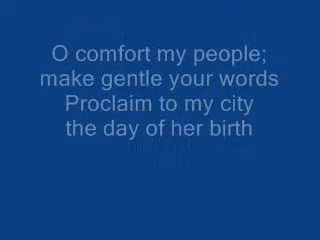 O comfort my people;
make gentle your words
Proclaim to my city
the day of her birth